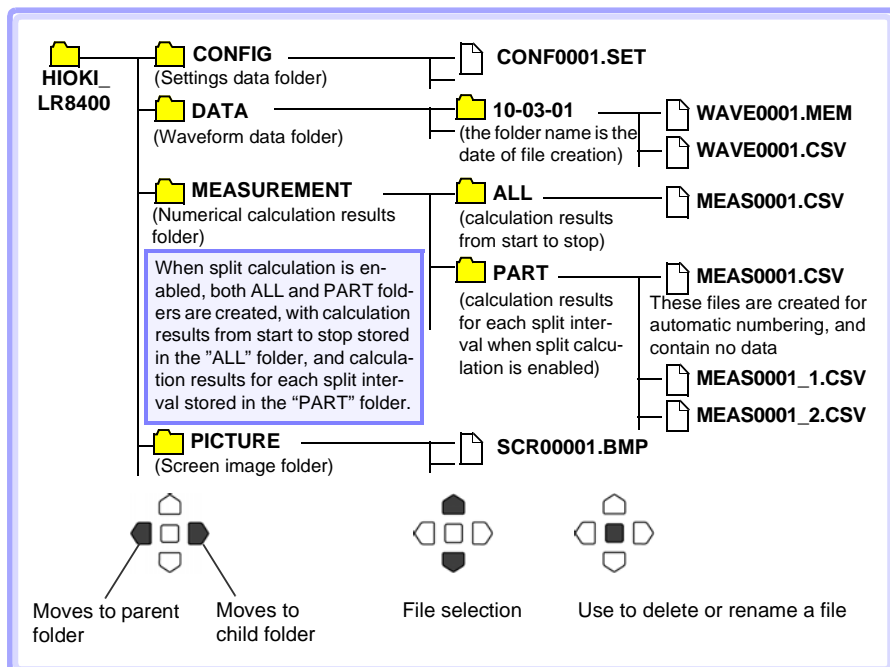 HIOKI_
LR8400
CONFIG
(Settings data folder)
CONF0001.SET
DATA
(Waveform data folder)
10-03-01
(the folder name is the
date of file creation)
WAVE0001.MEM
WAVE0001.CSV
MEASUREMENT
(Numerical calculation results
folder)
When split calculation is en-
abled, both ALL and PART fold-
ers are created, with calculation
results from start to stop stored
in the "ALL" folder, and calcula-
tion results for each split inter-
val stored in the “PART” folder.
ALL
(calculation results
from start to stop)
MEAS0001.CSV
PART
(calculation results
for each split inter-
val when split calcu-
lation is enabled)
MEAS0001.CSV
These files are created for
automatic numbering, and
contain no data
MEAS0001_1.CSV
MEAS0001_2.CSV
PICTURE
(Screen image folder)
SCR00001.BMP
Moves to parent
folder
Moves to
child folder
File selection
Use to delete or rename a file